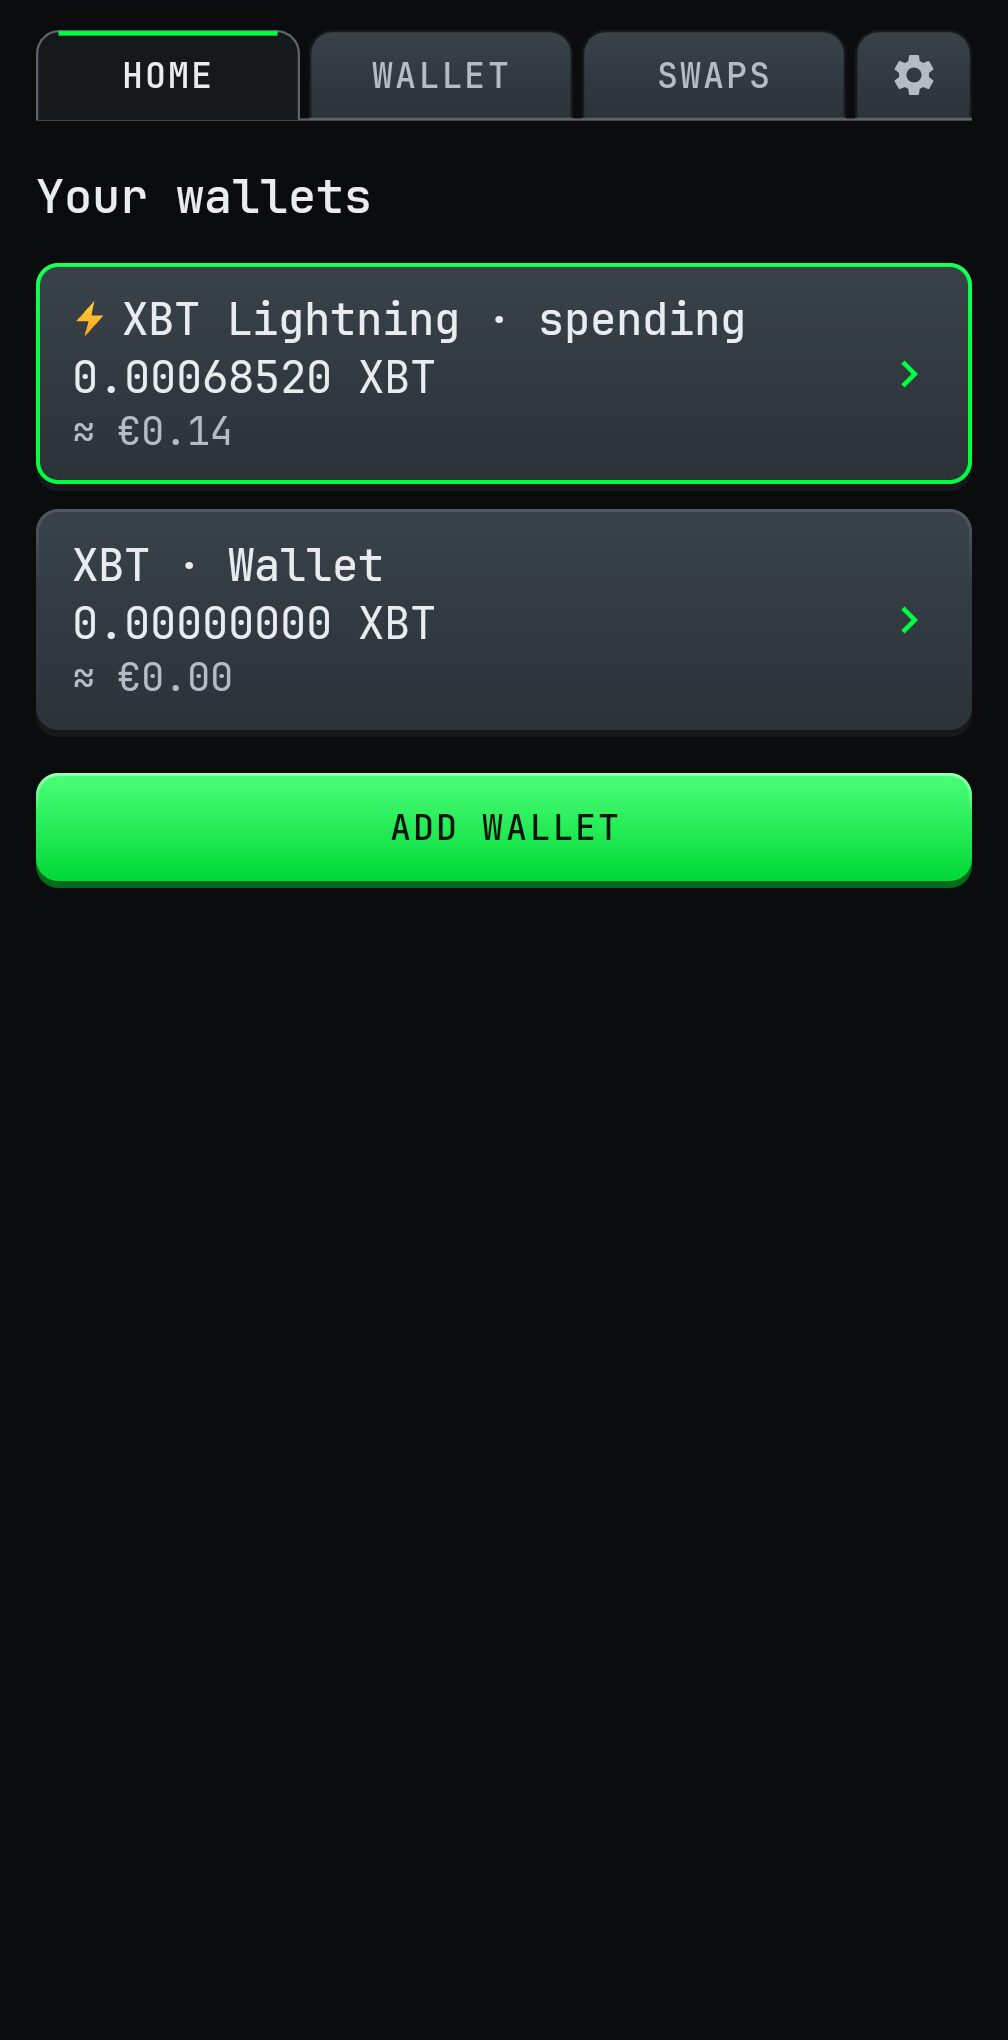 HOME WALLET SWAPS
Your wallets
XBT Lightning · spending
0.00068520 XBT
≈ €0.14
XBT · Wallet
0.00000000 XBT
≈ €0.00
ADD WALLET